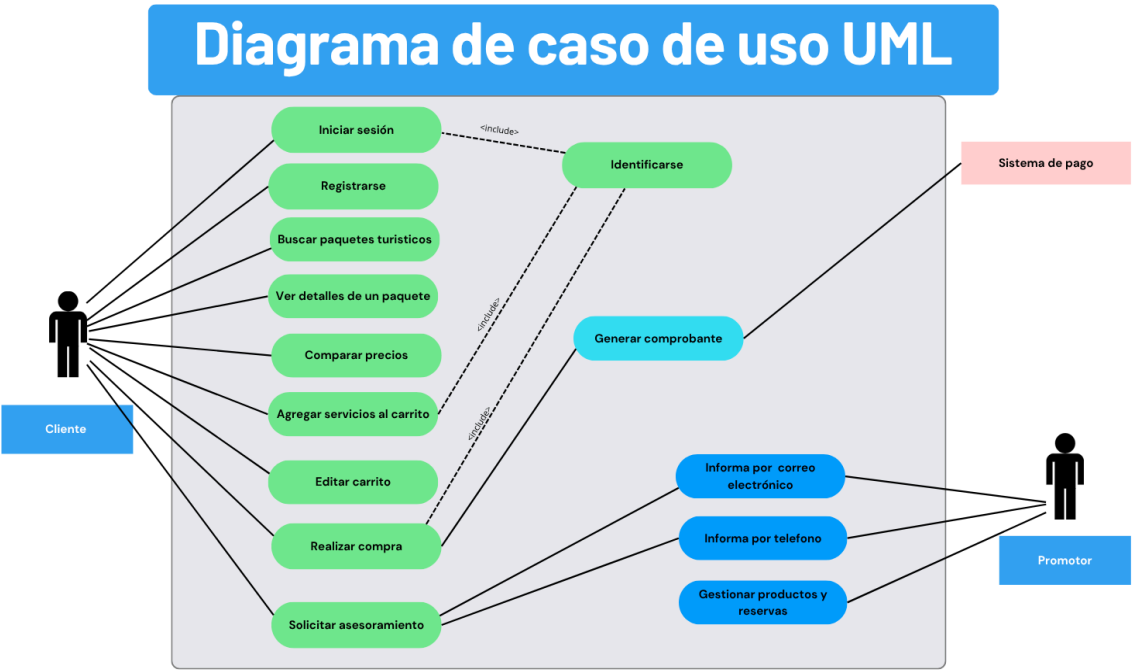 Diagrama de caso de uso UML
Iniciar sesión
<include>
Identificarse
Sistema de pago
Registrarse
Buscar paquetes turisticos
Ver detalles de un paquete
<include>
Generar comprobante
Comparar precios
Agregar servicios al carrito
<include>
Cliente
Editar carrito
Informa por correo
electrónico
Realizar compra
Informa por telefono
Promotor
Gestionar productos y
reservas
Solicitar asesoramiento